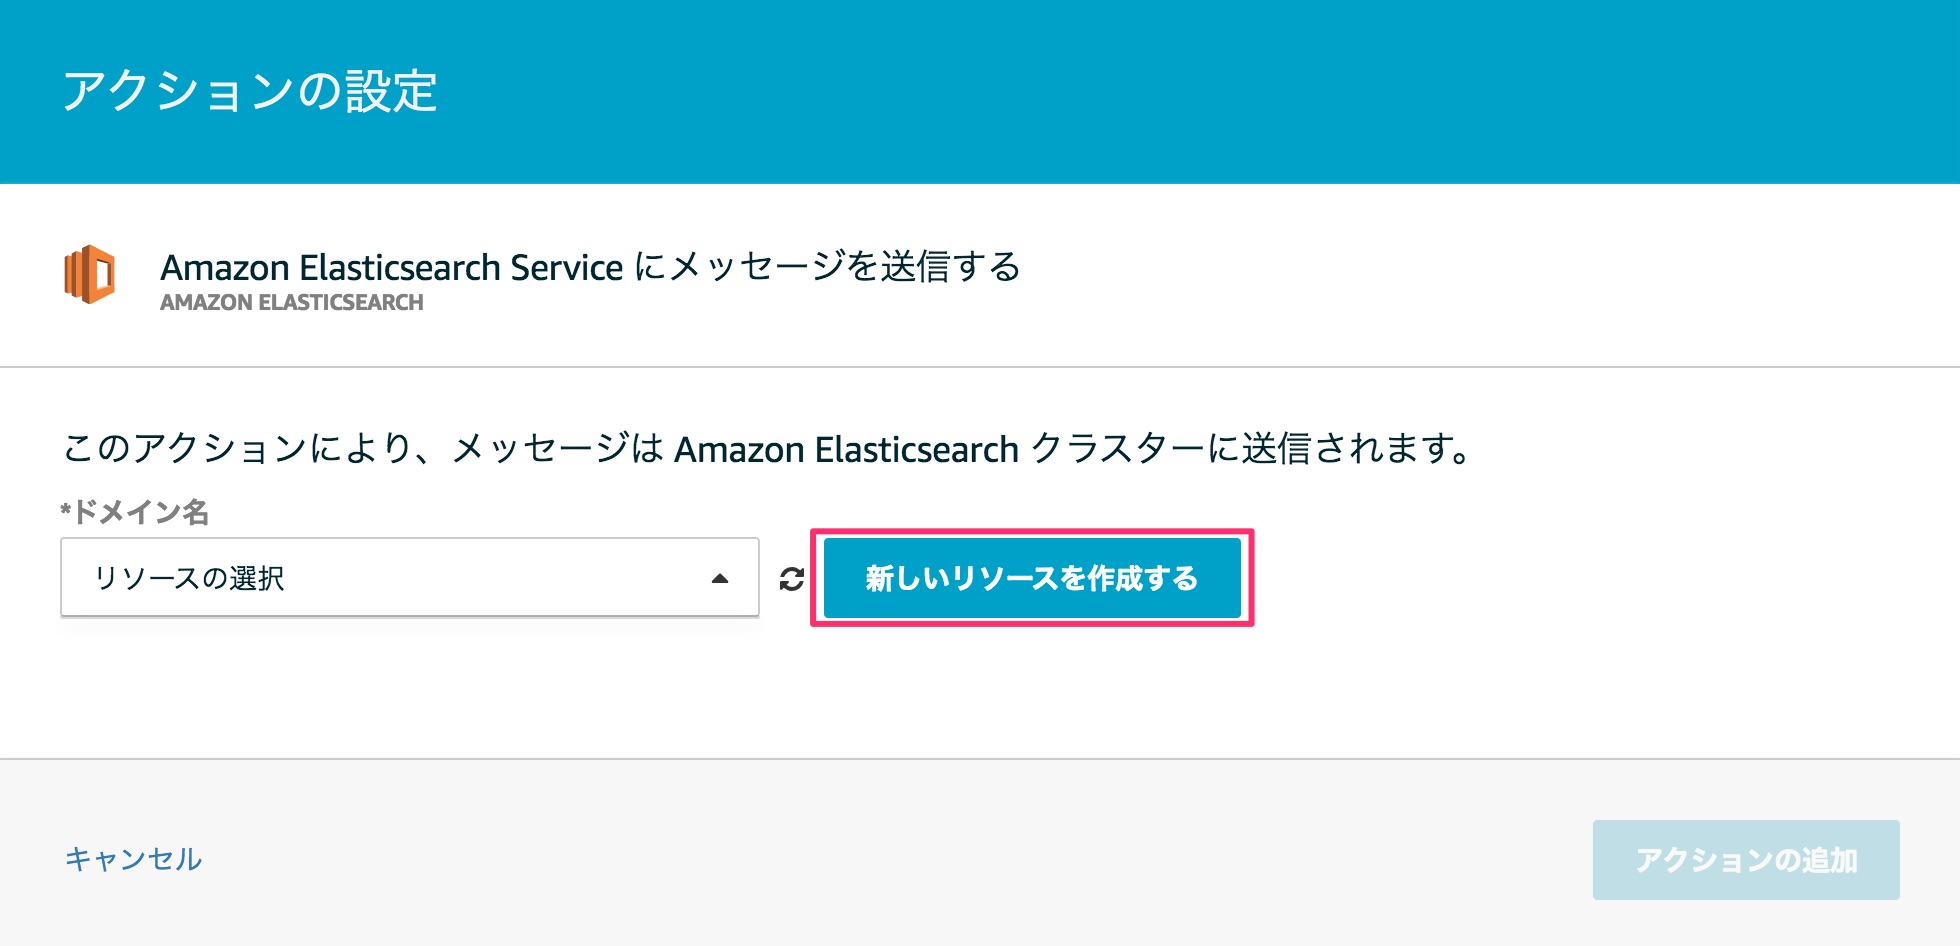 アクションの設定
Amazon Elasticsearch Service にメッセージを送信する
AMAZON ELASTICSEARCH
このアクションにより、メッセージは Amazon Elasticsearch クラスターに送信されます。
*ドメイン名
リソースの選択
新しいリソースを作成する
キャンセル
アクションの追加